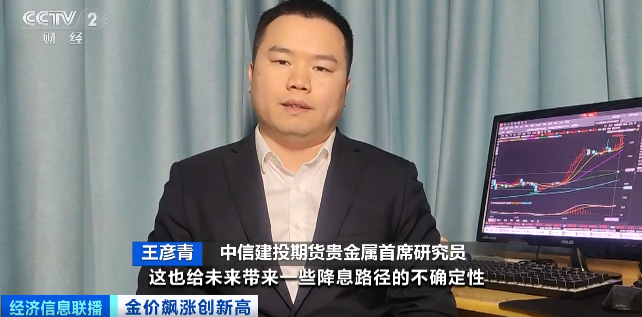 CCTV 2
财经
王彦青 中信建投期货贵金属首席研究员
这也给未来带来一些降息路径的不确定性
经济信息联播 金价飙涨创新高